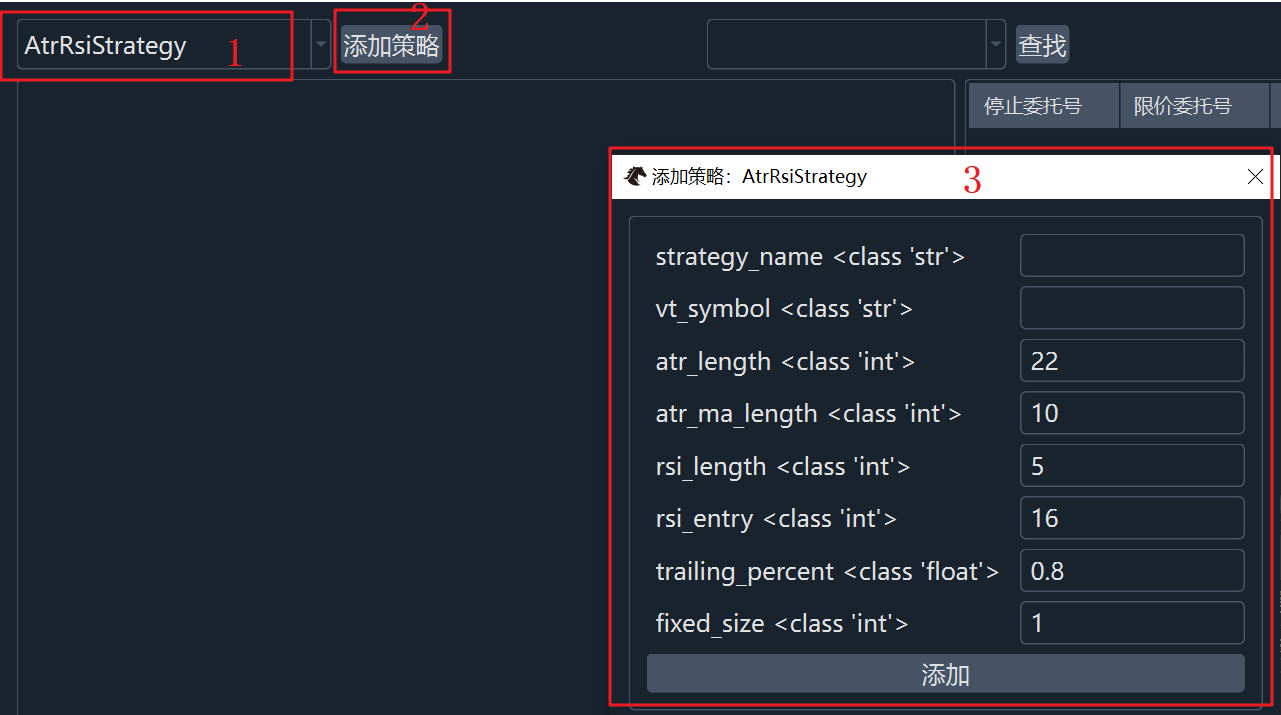 AtrRsiStrategy
1
添加策略
2
查找
停止委托号
限价委托号
添加策略：AtrRsiStrategy
3
strategy_name <class 'str'>
vt_symbol <class 'str'>
atr_length <class 'int'> 22
atr_ma_length <class 'int'> 10
rsi_length <class 'int'> 5
rsi_entry <class 'int'> 16
trailing_percent <class 'float'> 0.8
fixed_size <class 'int'> 1
添加